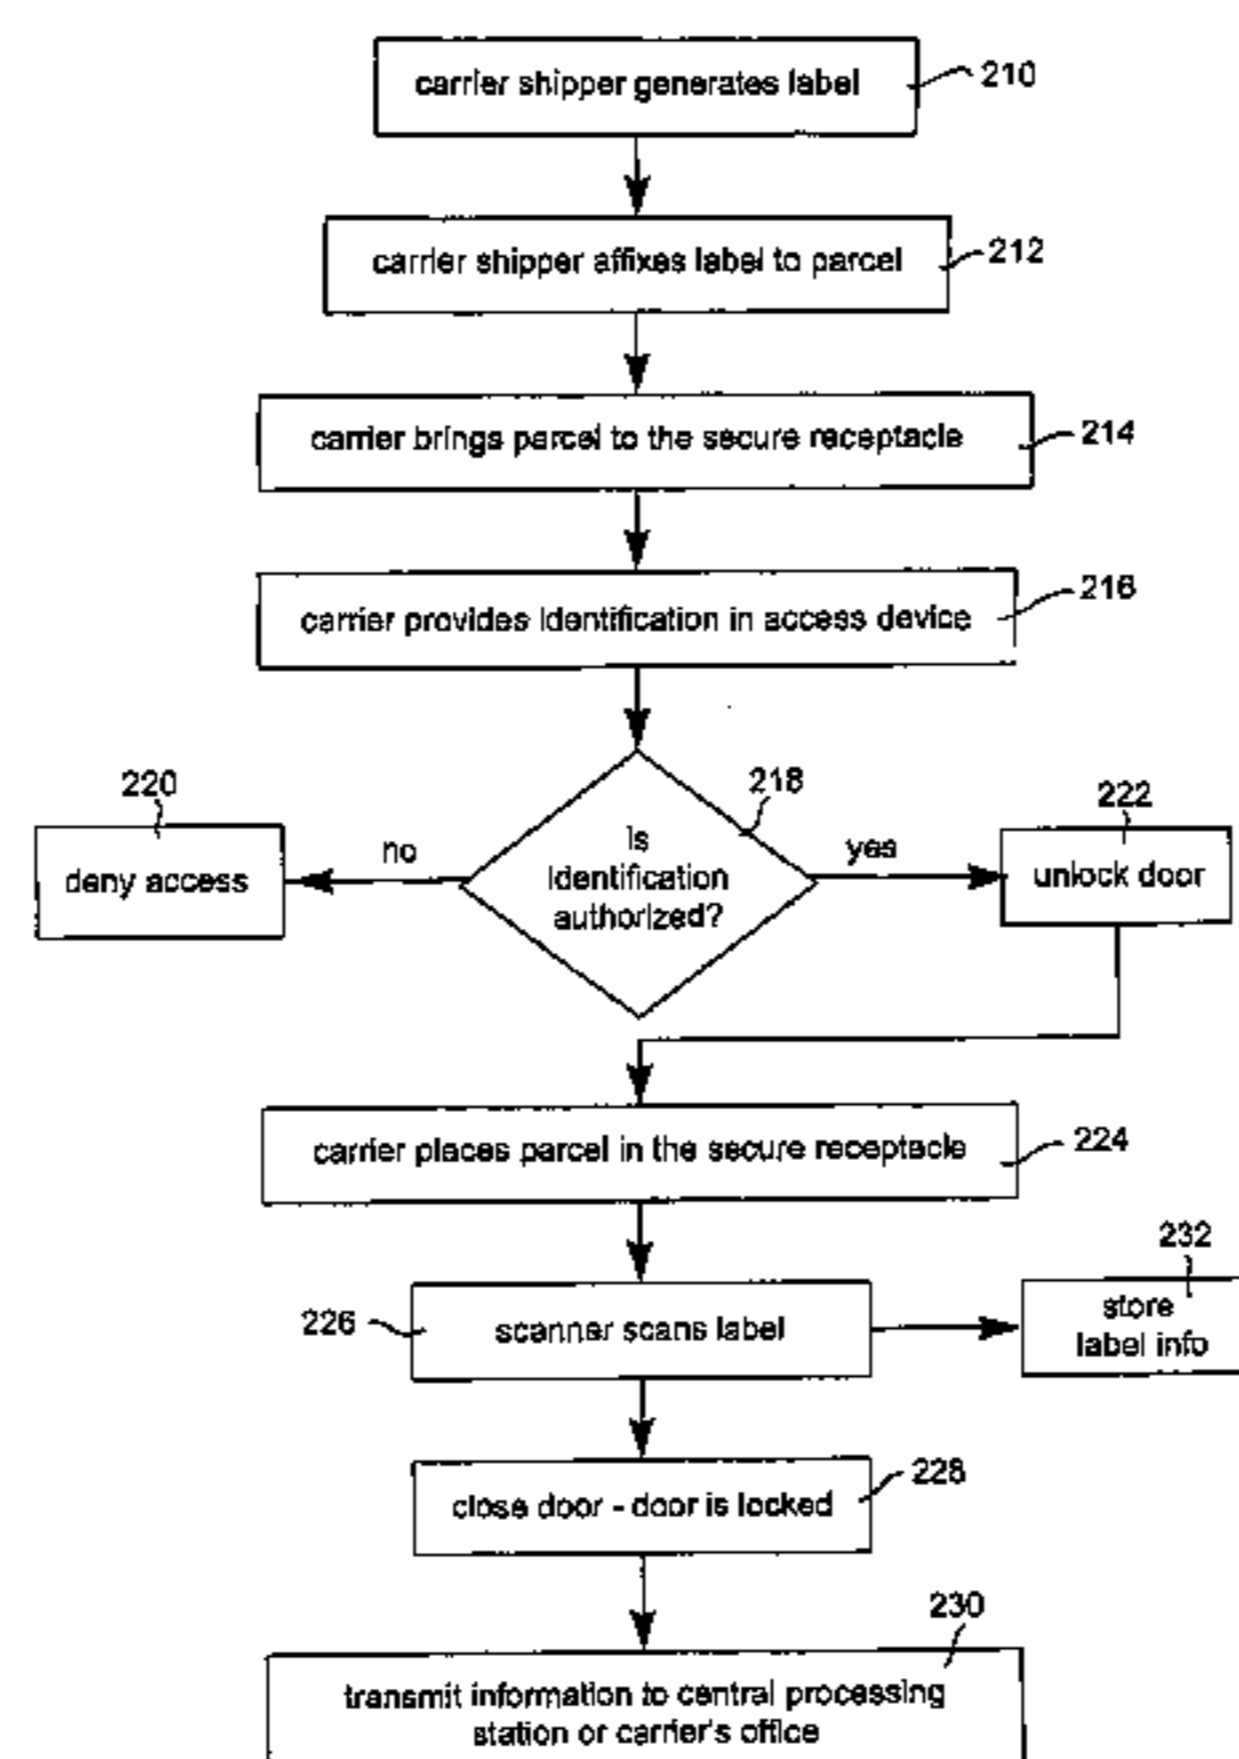 carrier shipper generates label
210
carrier shipper affixes label to parcel
212
carrier brings parcel to the secure receptacle
214
carrier provides identification in access device
216
218
Is
identification
authorized?
no
220
deny access
yes
222
unlock door
carrier places parcel in the secure receptacle
224
226
scanner scans label
232
store
label info
close door - door is locked
228
230
transmit information to central processing
station or carrier's office